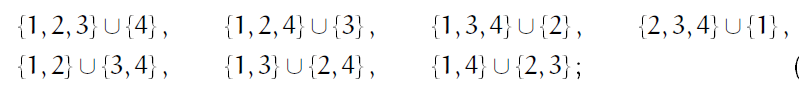 {1, 2, 3} ∪ {4} , {1, 2, 4} ∪ {3} , {1, 3, 4} ∪ {2} , {2, 3, 4} ∪ {1} ,
{1, 2} ∪ {3, 4} , {1, 3} ∪ {2, 4} , {1, 4} ∪ {2, 3} ; (